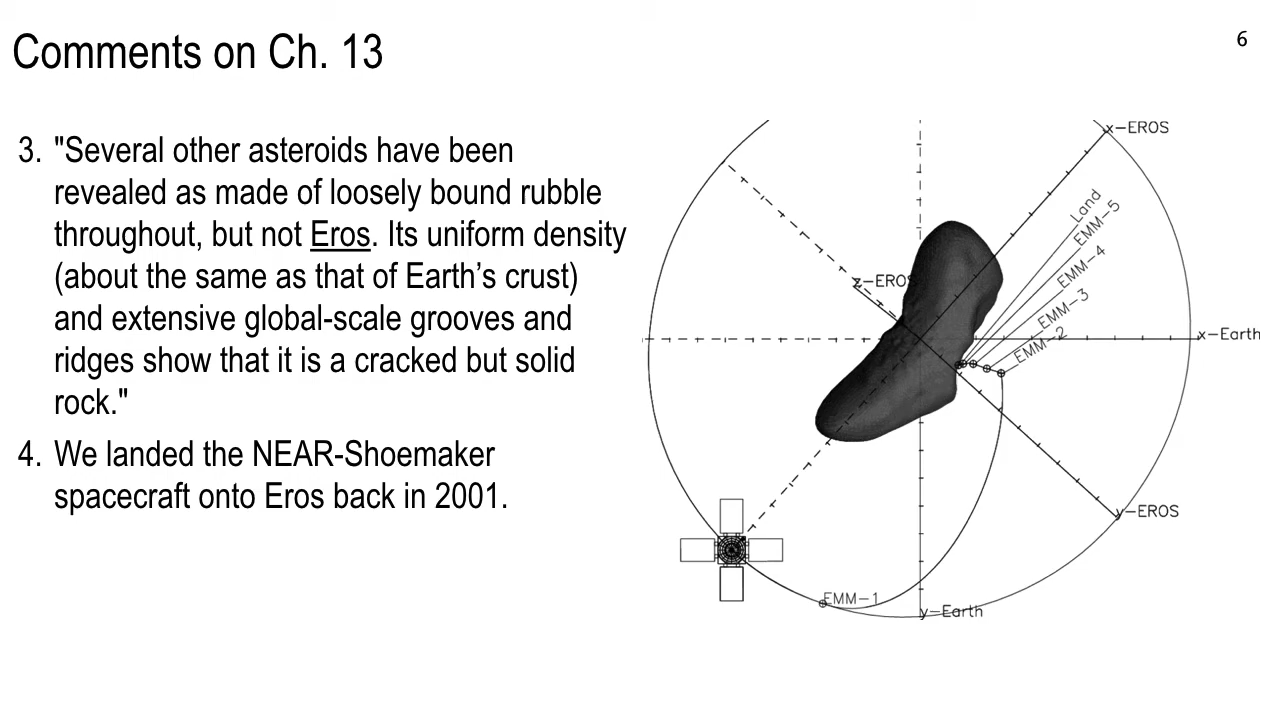 Comments on Ch. 13
6
3. "Several other asteroids have been
revealed as made of loosely bound rubble
throughout, but not Eros. Its uniform density
(about the same as that of Earth’s crust)
and extensive global-scale grooves and
ridges show that it is a cracked but solid
rock."
4. We landed the NEAR-Shoemaker
spacecraft onto Eros back in 2001.
x-EROS
Land
EMM-5
EMM-4
EMM-3
EMM-2
z-EROS
x-Earth
y-EROS
EMM-1
y-Earth